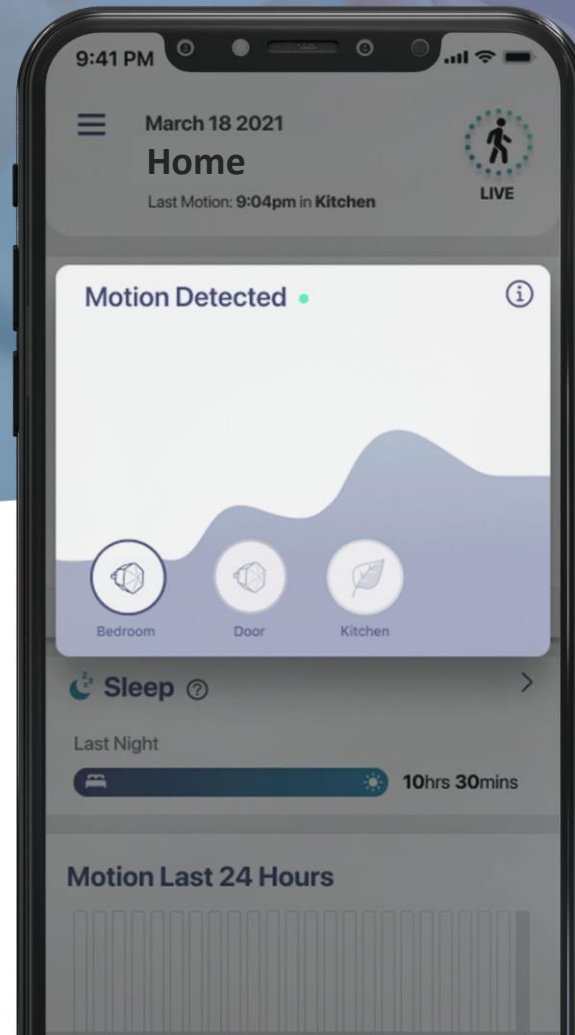 9:41 PM
March 18 2021
Home
Last Motion: 9:04pm in Kitchen
LIVE
Motion Detected
Bedroom
Door
Kitchen
Sleep
Last Night
10hrs 30mins
Motion Last 24 Hours